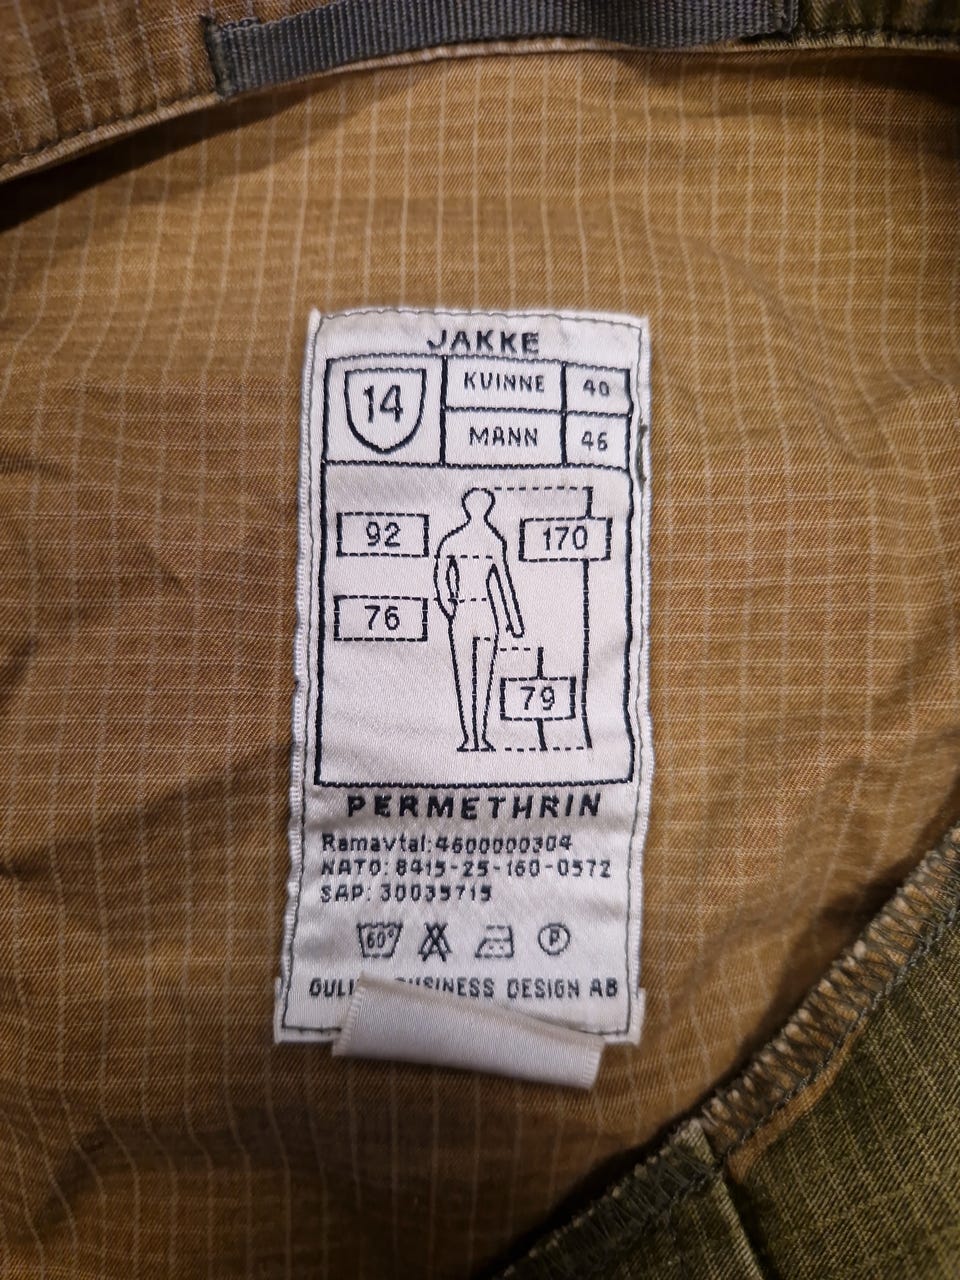 JAKKE
14 KVINNE 40
MANN 46
92 170
76
79
PERMETHRIN
Ramavtal:4600000304
NATO: 8415-25-160-0572
SAP: 30035715
60° P
BUSINESS DESIGN AB